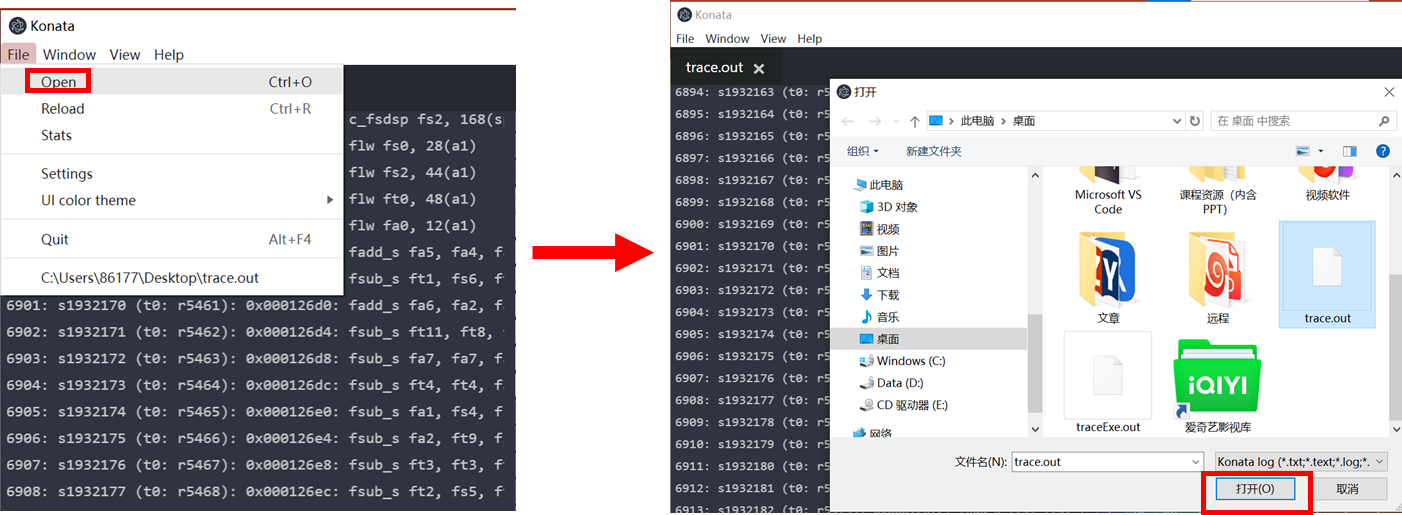 Konata
File Window View Help
Open Ctrl+O
Reload Ctrl+R
Stats
Settings
UI color theme
Quit Alt+F4
C:\Users\86177\Desktop\trace.out
c_fsdsp fs2, 168(s
flw fs0, 28(a1)
flw fs2, 44(a1)
flw ft0, 48(a1)
flw fa0, 12(a1)
fadd_s fa5, fa4, f
fsub_s ft1, fs6, f
6901: s1932170 (t0: r5461): 0x000126d0: fadd_s fa6, fa2, f
6902: s1932171 (t0: r5462): 0x000126d4: fsub_s ft11, ft8,
6903: s1932172 (t0: r5463): 0x000126d8: fsub_s fa7, fa7, f
6904: s1932173 (t0: r5464): 0x000126dc: fsub_s ft4, ft4, f
6905: s1932174 (t0: r5465): 0x000126e0: fsub_s fa1, fs4, f
6906: s1932175 (t0: r5466): 0x000126e4: fsub_s fa2, ft9, f
6907: s1932176 (t0: r5467): 0x000126e8: fsub_s ft3, ft3, f
6908: s1932177 (t0: r5468): 0x000126ec: fsub_s ft2, fs5, f
Konata
File Window View Help
trace.out
6894: s1932163 (t0: r5
6895: s1932164 (t0: r5
6896: s1932165 (t0: r5
6897: s1932166 (t0: r5
6898: s1932167 (t0: r5
6899: s1932168 (t0: r5
6900: s1932169 (t0: r5
6901: s1932170 (t0: r5
6902: s1932171 (t0: r5
6903: s1932172 (t0: r5
6904: s1932173 (t0: r5
6905: s1932174 (t0: r5
6906: s1932175 (t0: r5
6907: s1932176 (t0: r5
6908: s1932177 (t0: r5
6909: s1932178 (t0: r5
6910: s1932179 (t0: r5
6911: s1932180 (t0: r5
6912: s1932181 (t0: r5
6913: s1932182 (t0: r5
打开
此电脑 桌面
在 桌面 中搜索
组织 新建文件夹
此电脑
3D 对象
视频
图片
文档
下载
音乐
桌面
Windows (C:)
Data (D:)
CD 驱动器 (E:)
网络
Microsoft VS
Code
课程资源（内含
PPT）
视频软件
文章
远程
trace.out
traceExe.out
iQIYI
爱奇艺影视库
文件名(N): trace.out Konata log (*.txt;*.text;*.log;*.
打开(O) 取消